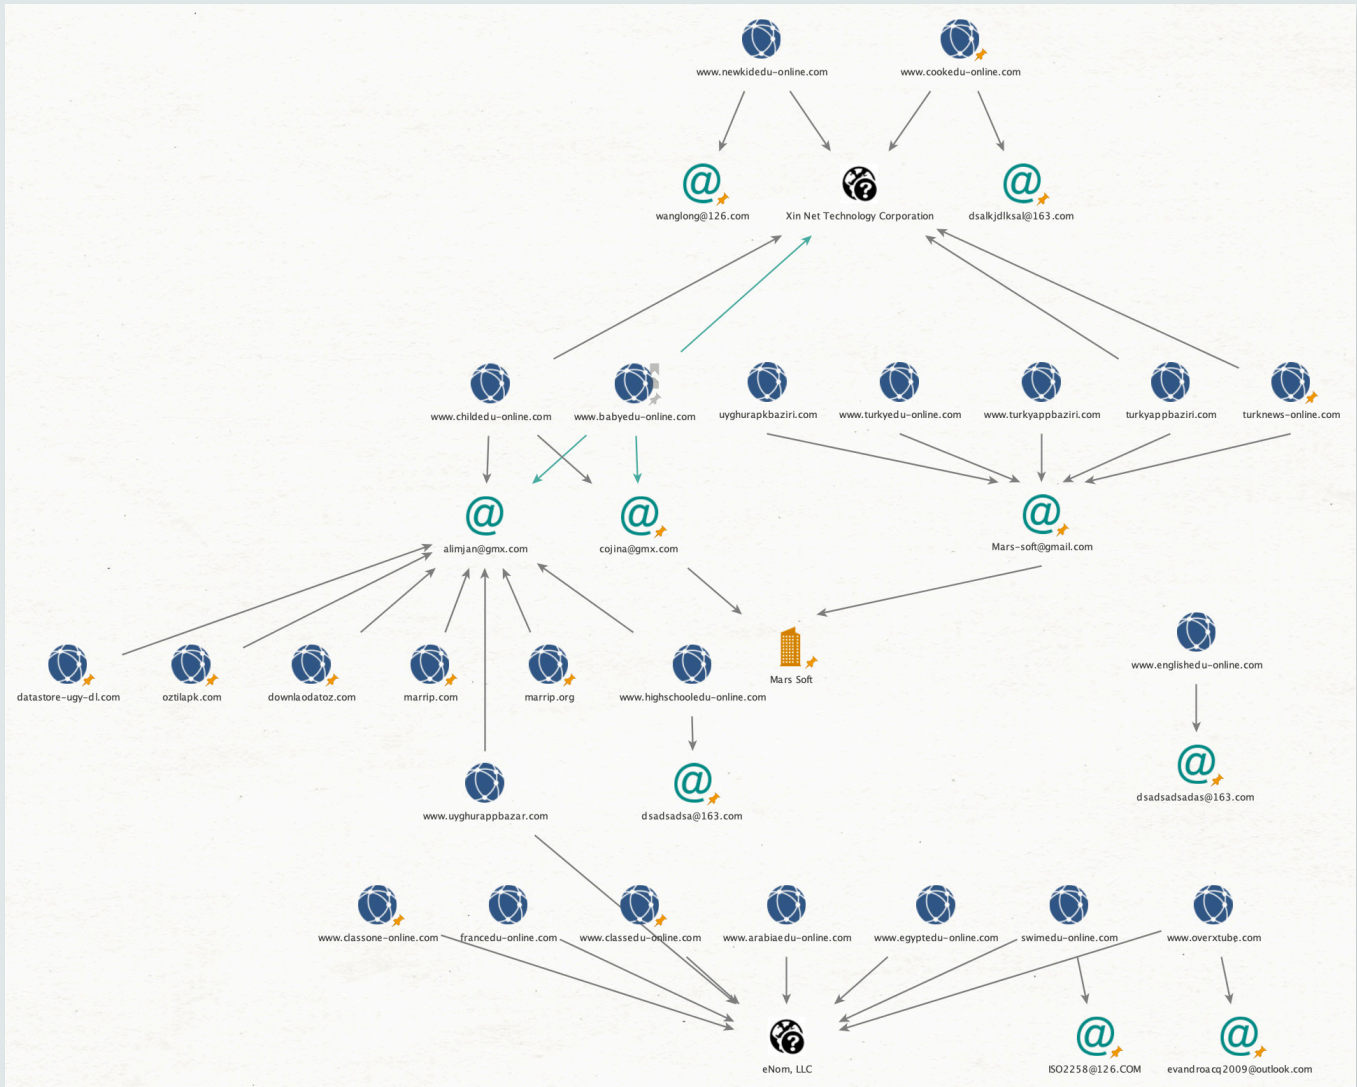 www.newkidedu-online.com
www.cookedu-online.com
wanglong@126.com
Xin Net Technology Corporation
dsalkjdlksal@163.com
www.childedu-online.com
www.babyedu-online.com
uyghurapkbaziri.com
www.turkyedu-online.com
www.turkyappbaziri.com
turkyappbaziri.com
turknews-online.com
alimjan@gmx.com
cojina@gmx.com
Mars-soft@gmail.com
www.englishedu-online.com
datastore-ugy-dl.com
oztilapk.com
downlaodatoz.com
marrip.com
marrip.org
www.highschooledu-online.com
Mars Soft
dsadsadsadas@163.com
www.uyghurappbazar.com
dsadsadsa@163.com
www.classone-online.com
francedu-online.com
www.classedu-online.com
www.arabiaedu-online.com
www.egyptedu-online.com
swimedu-online.com
www.overxtube.com
eNom, LLC
ISO2258@126.COM
evandroacq2009@outlook.com